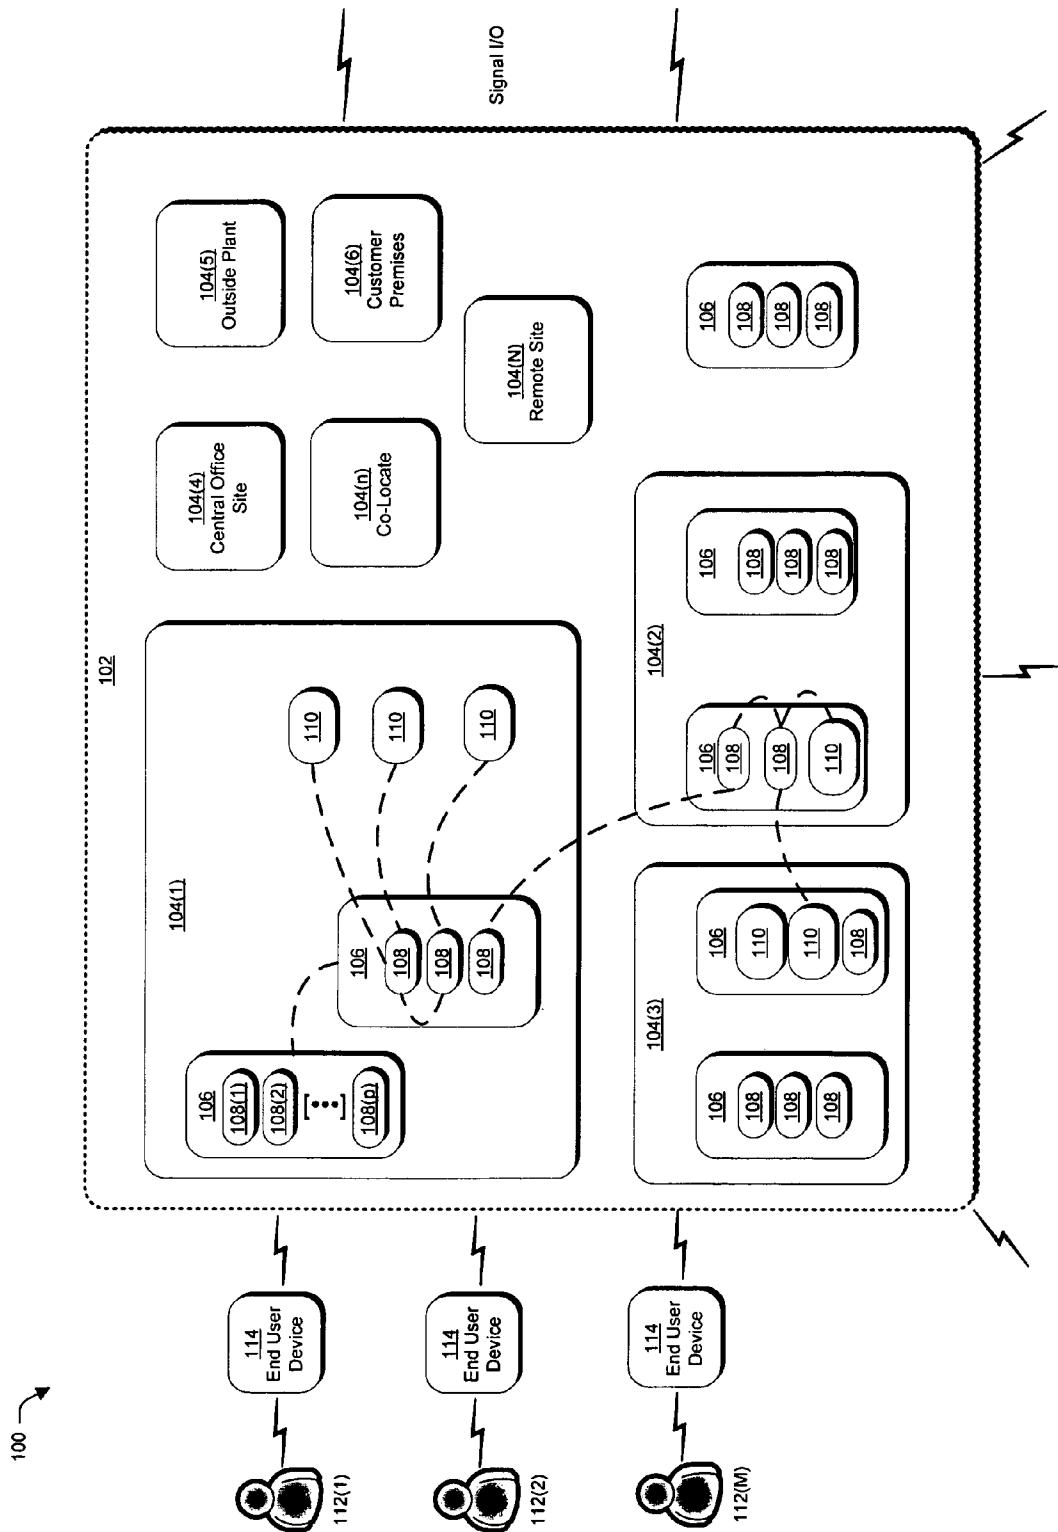 100
112(1)
112(2)
112(M)
114
End User
Device
114
End User
Device
114
End User
Device
102
104(1)
106
108(1)
108(2)
[•••]
108(p)
106
108
108
108
110
110
110
104(4)
Central Office
Site
104(5)
Outside Plant
104(n)
Co-Locate
104(6)
Customer
Premises
104(N)
Remote Site
104(3)
106
108
108
108
106
110
110
108
104(2)
106
108
108
110
106
108
108
108
106
108
108
108
Signal I/O